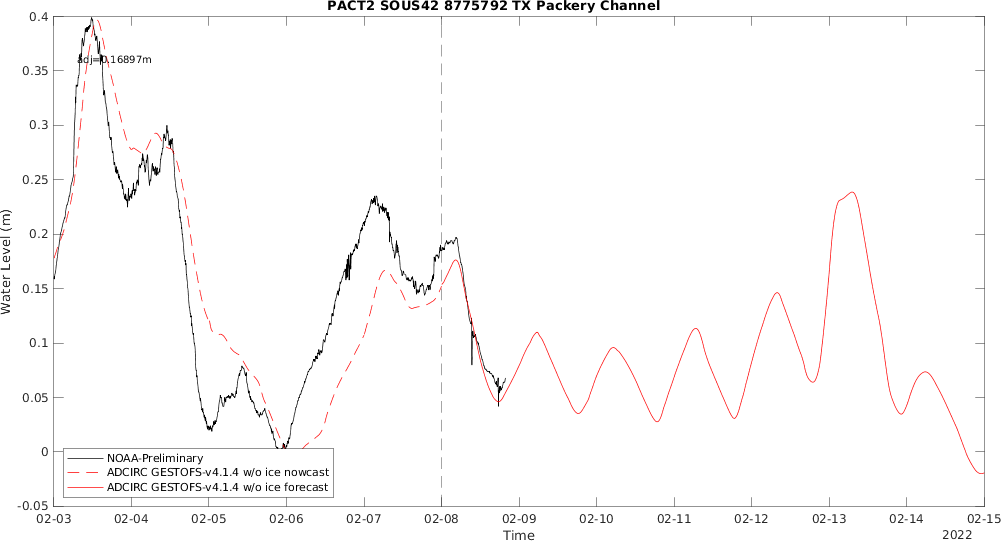 PACT2 SOUS42 8775792 TX Packery Channel
adj=0.16897m
Water Level (m)
0.4
0.35
0.3
0.25
0.2
0.15
0.1
0.05
0
-0.05
NOAA-Preliminary
ADCIRC GESTOFS-v4.1.4 w/o ice nowcast
ADCIRC GESTOFS-v4.1.4 w/o ice forecast
02-03 02-04 02-05 02-06 02-07 02-08 02-09 02-10 02-11 02-12 02-13 02-14 02-15
Time
2022